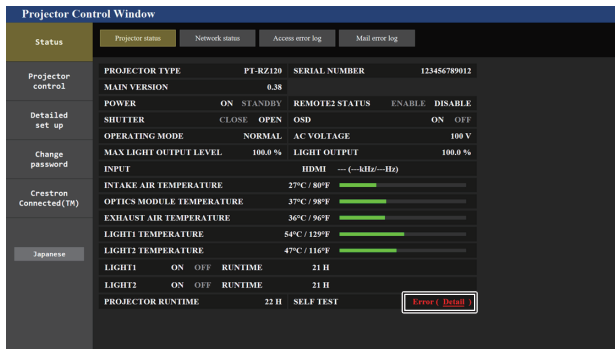 Projector Control Window
Status
Projector status Network status Access error log Mail error log
Projector
control
Detailed
set up
Change
password
Crestron
Connected(TM)
Japanese
PROJECTOR TYPE PT-RZ120 SERIAL NUMBER 123456789012
MAIN VERSION 0.38
POWER ON STANDBY REMOTE2 STATUS ENABLE DISABLE
SHUTTER CLOSE OPEN OSD ON OFF
OPERATING MODE NORMAL AC VOLTAGE 100 V
MAX LIGHT OUTPUT LEVEL 100.0 % LIGHT OUTPUT 100.0 %
INPUT HDMI --- (---kHz/---Hz)
INTAKE AIR TEMPERATURE 27°C / 80°F
OPTICS MODULE TEMPERATURE 37°C / 98°F
EXHAUST AIR TEMPERATURE 36°C / 96°F
LIGHT1 TEMPERATURE 54°C / 129°F
LIGHT2 TEMPERATURE 47°C / 116°F
LIGHT1 ON OFF RUNTIME 21 H
LIGHT2 ON OFF RUNTIME 21 H
PROJECTOR RUNTIME 22 H SELF TEST Error ( Detail )